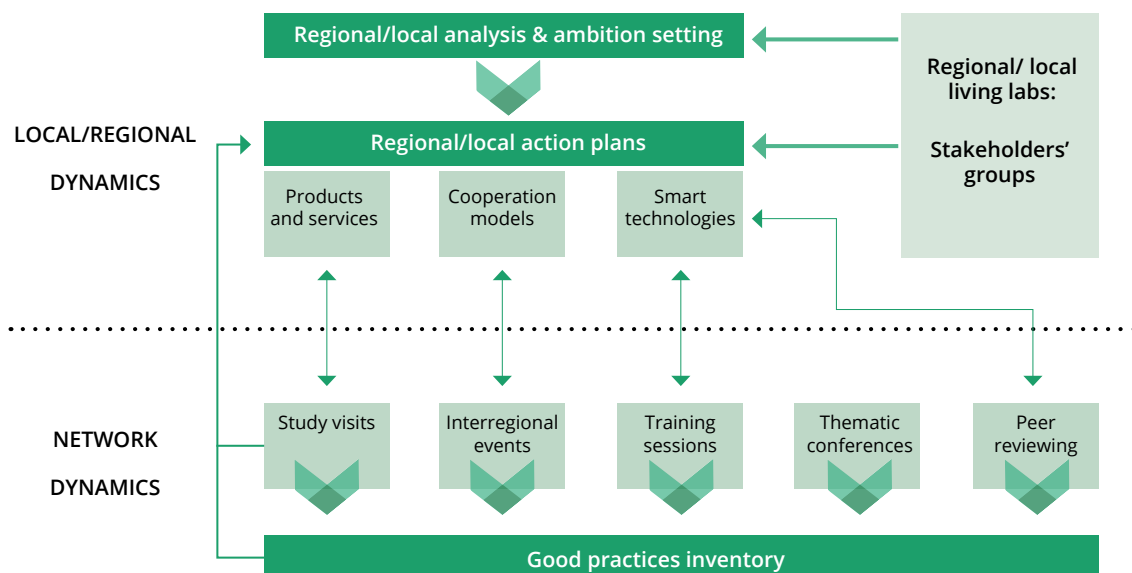 Regional/local analysis & ambition setting
Regional/ local
living labs:
Stakeholders’
groups
LOCAL/REGIONAL
DYNAMICS
Regional/local action plans
Products
and services
Cooperation
models
Smart
technologies
NETWORK
DYNAMICS
Study visits
Interregional
events
Training
sessions
Thematic
conferences
Peer
reviewing
Good practices inventory